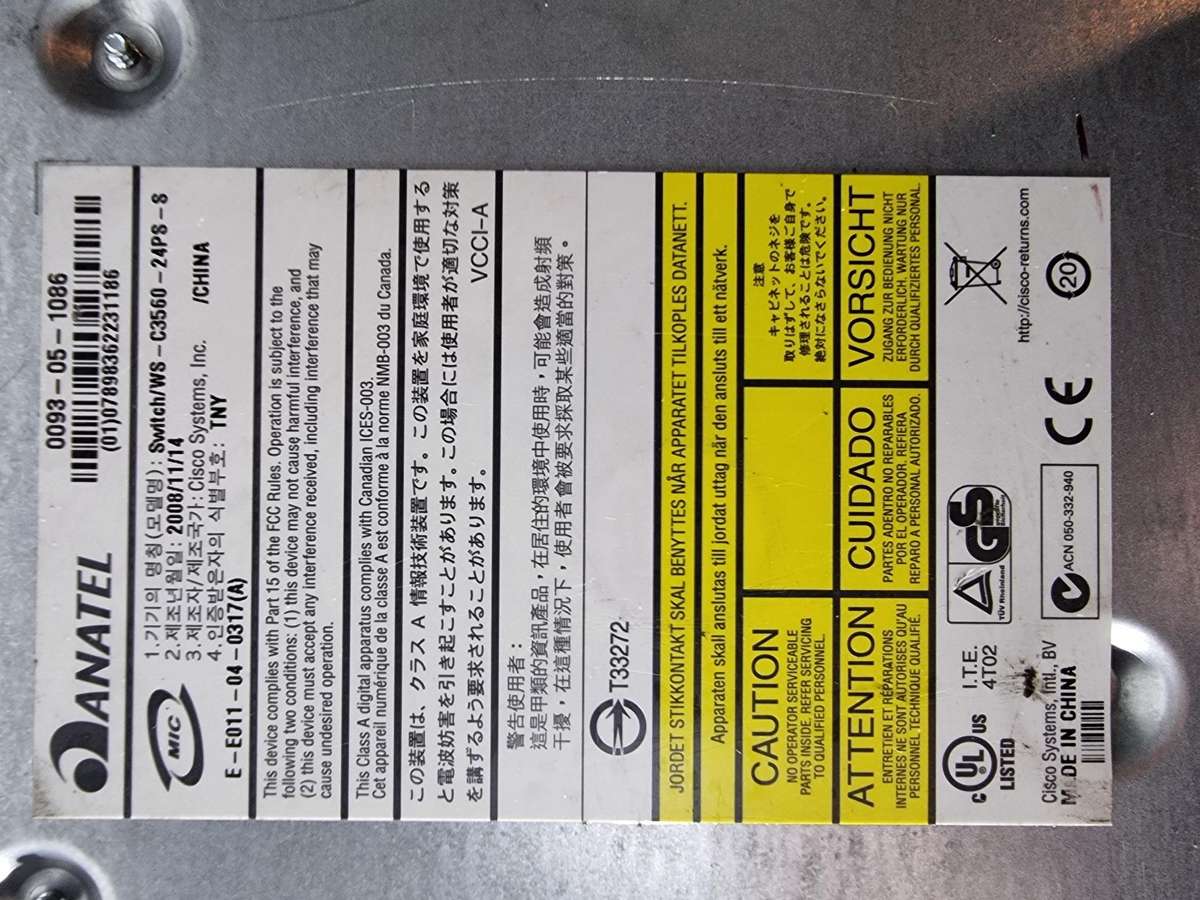 ANATEL
0093-05-1086
(01)07898362231186
MIC
1.기기의 명칭(모델명) : Switch/WS-C3560-24PS-S
2.제조년월일: 2008/11/14
3.제조자/제조국가: Cisco Systems, Inc. /CHINA
4.인증받은자의 식별부호 : TNY
E-E011-04-0317(A)
This device complies with Part 15 of the FCC Rules. Operation is subject to the
following two conditions: (1) this device may not cause harmful interference, and
(2) this device must accept any interference received, including interference that may
cause undesired operation.
This Class A digital apparatus complies with Canadian ICES-003.
Cet appareil numérique de la classe A est conforme à la norme NMB-003 du Canada.
この装置は、クラス A 情報技術装置です。この装置を家庭環境で使用する
と電波妨害を引き起こすことがあります。この場合には使用者が適切な対策
を講ずるよう要求されることがあります。
VCCI-A
警告使用者：
這是甲類的資訊產品，在居住的環境中使用時，可能會造成射頻
干擾，在這種情況下，使用者會被要求採取某些適當的對策。
T33272
JORDET STIKKONTAKT SKAL BENYTTES NÅR APPARATET TILKOPLES DATANETT.
Apparaten skall anslutas till jordat uttag när den ansluts till ett nätverk.
CAUTION
NO OPERATOR SERVICEABLE
PARTS INSIDE. REFER SERVICING
TO QUALIFIED PERSONNEL.
注意
キャビネットのネジを
取りはずして、お客様ご自身で
修理されることは危険です。
絶対になさらないでください。
ATTENTION
ENTRETIEN ET REPARATIONS
INTERNES NE SONT AUTORISES QU'AU
PERSONNEL TECHNIQUE QUALIFIE.
CUIDADO
PARTES ADENTRO NO REPARABLES
POR EL OPERADOR. REFIERA
REPARO A PERSONAL AUTORIZADO.
VORSICHT
ZUGANG ZUR BEDIENUNG NICHT
ERFORDERLICH. WARTUNG NUR
DURCH QUALIFIZIERTES PERSONAL.
C UL US
LISTED
I.T.E.
4T02
TÜV Rheinland
GS
Cisco Systems, Intl., BV
MADE IN CHINA
ACN 050-332-940
CE
20
http://cisco-returns.com